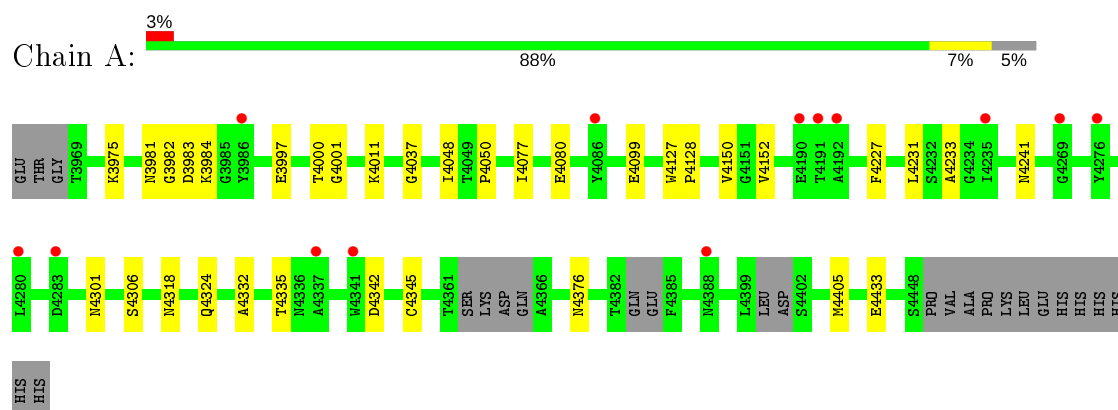 3%
Chain A:
88% 7% 5%
GLU THR GLY T3969 K3975 N3981 G3982 D3983 K3984 G3985 Y3986 E3997 T4000 G4001 K4011 G4037 I4048 T4049 P4050 I4077 E4080 Y4086 E4099 W4127 P4128 V4150 G4151 V4152 E4190 T4191 A4192 F4227 L4231 S4232 A4233 G4234 I4235 N4241 G4269 Y4276
L4280 D4283 N4301 S4306 N4318 Q4324 A4332 T4335 N4336 A4337 W4341 D4342 C4345 T4361 SER LYS ASP GLN A4366 N4376 T4382 GLN GLU F4385 N4388 L4399 LEU ASP S4402 M4405 E4433 S4448 PRO VAL ALA PRO LYS LEU GLU HIS HIS HIS HIS
HIS HIS